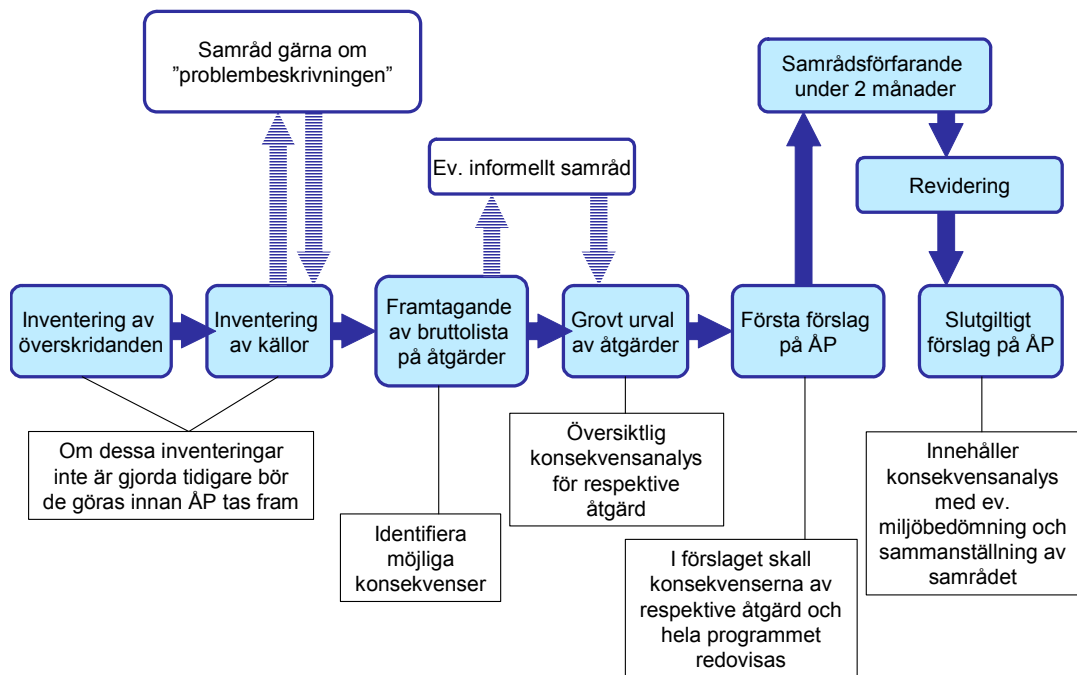 Samråd gärna om
”problembeskrivningen”
Samrådsförfarande
under 2 månader
Ev. informellt samråd
Revidering
Inventering av
överskridanden
Inventering
av källor
Framtagande
av bruttolista
på åtgärder
Grovt urval
av åtgärder
Första förslag
på ÅP
Slutgiltigt
förslag på ÅP
Om dessa inventeringar
inte är gjorda tidigare bör
de göras innan ÅP tas fram
Identifiera
möjliga
konsekvenser
Översiktlig
konsekvensanalys
för respektive
åtgärd
I förslaget skall
konsekvenserna av
respektive åtgärd och
hela programmet
redovisas
Innehåller
konsekvensanalys
med ev.
miljöbedömning och
sammanställning av
samrådet